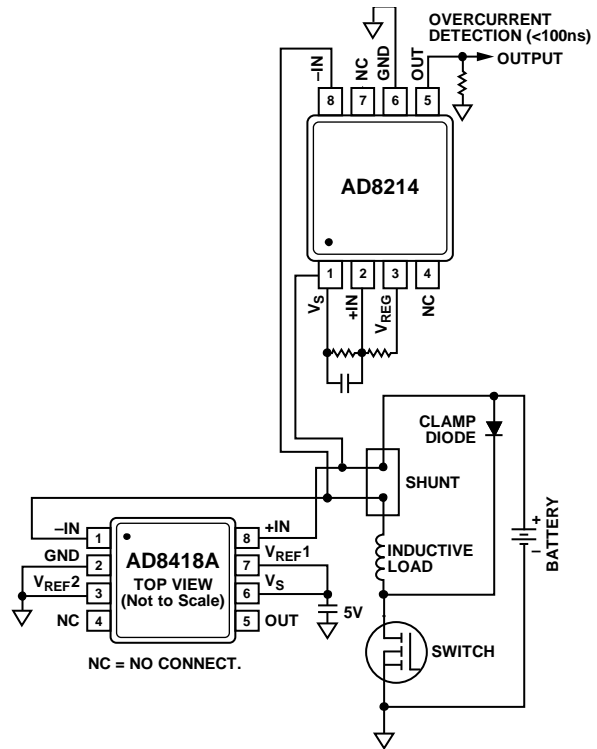 OVERCURRENT
DETECTION (<100ns)
OUTPUT
–IN
NC
GND
OUT
8
7
6
5
AD8214
1
2
3
4
VS
+IN
VREG
NC
CLAMP
DIODE
SHUNT
INDUCTIVE
LOAD
+
–
BATTERY
SWITCH
–IN
GND
VREF2
NC
1
2
3
4
AD8418A
TOP VIEW
(Not to Scale)
8
7
6
5
+IN
VREF1
VS
OUT
5V
NC = NO CONNECT.